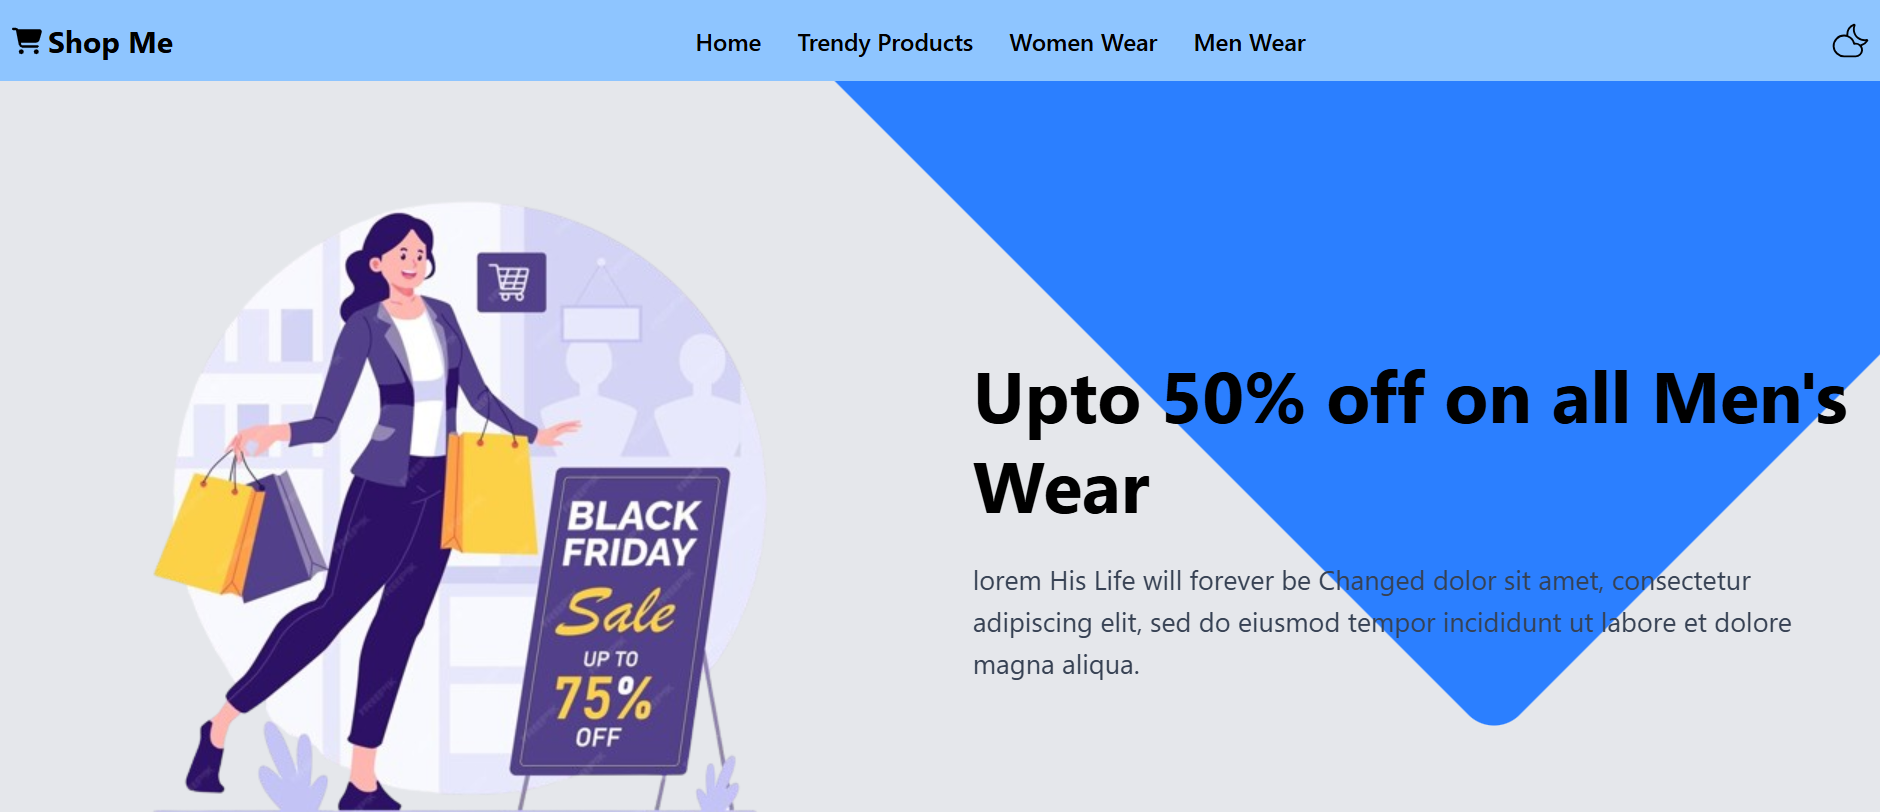 Shop Me
Home
Trendy Products
Women Wear
Men Wear
BLACK
FRIDAY
Sale
UP TO
75%
OFF
Upto 50% off on all Men's
Wear
lorem His Life will forever be Changed dolor sit amet, consectetur
adipiscing elit, sed do eiusmod tempor incididunt ut labore et dolore
magna aliqua.